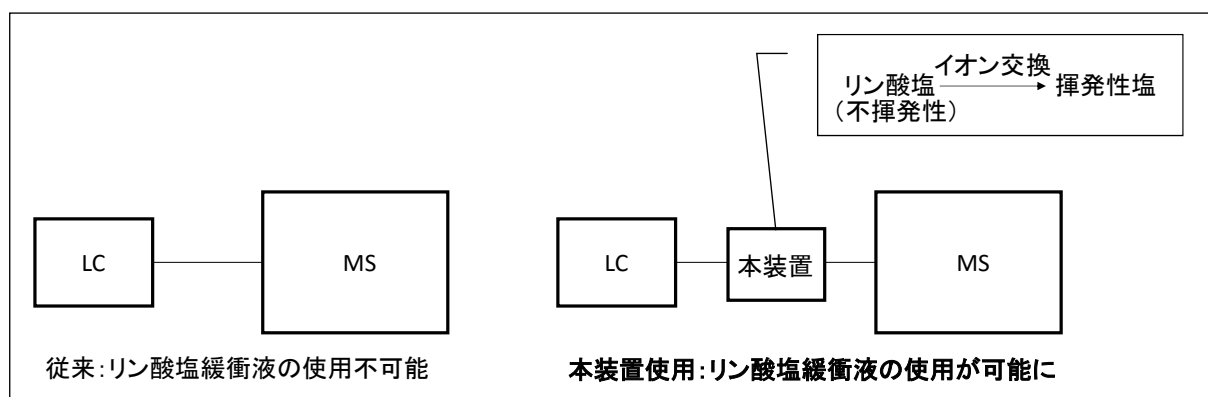 イオン交換
リン酸塩 揮発性塩
(不揮発性)
LC
MS
従来:リン酸塩緩衝液の使用不可能
LC
本装置
MS
本装置使用:リン酸塩緩衝液の使用が可能に